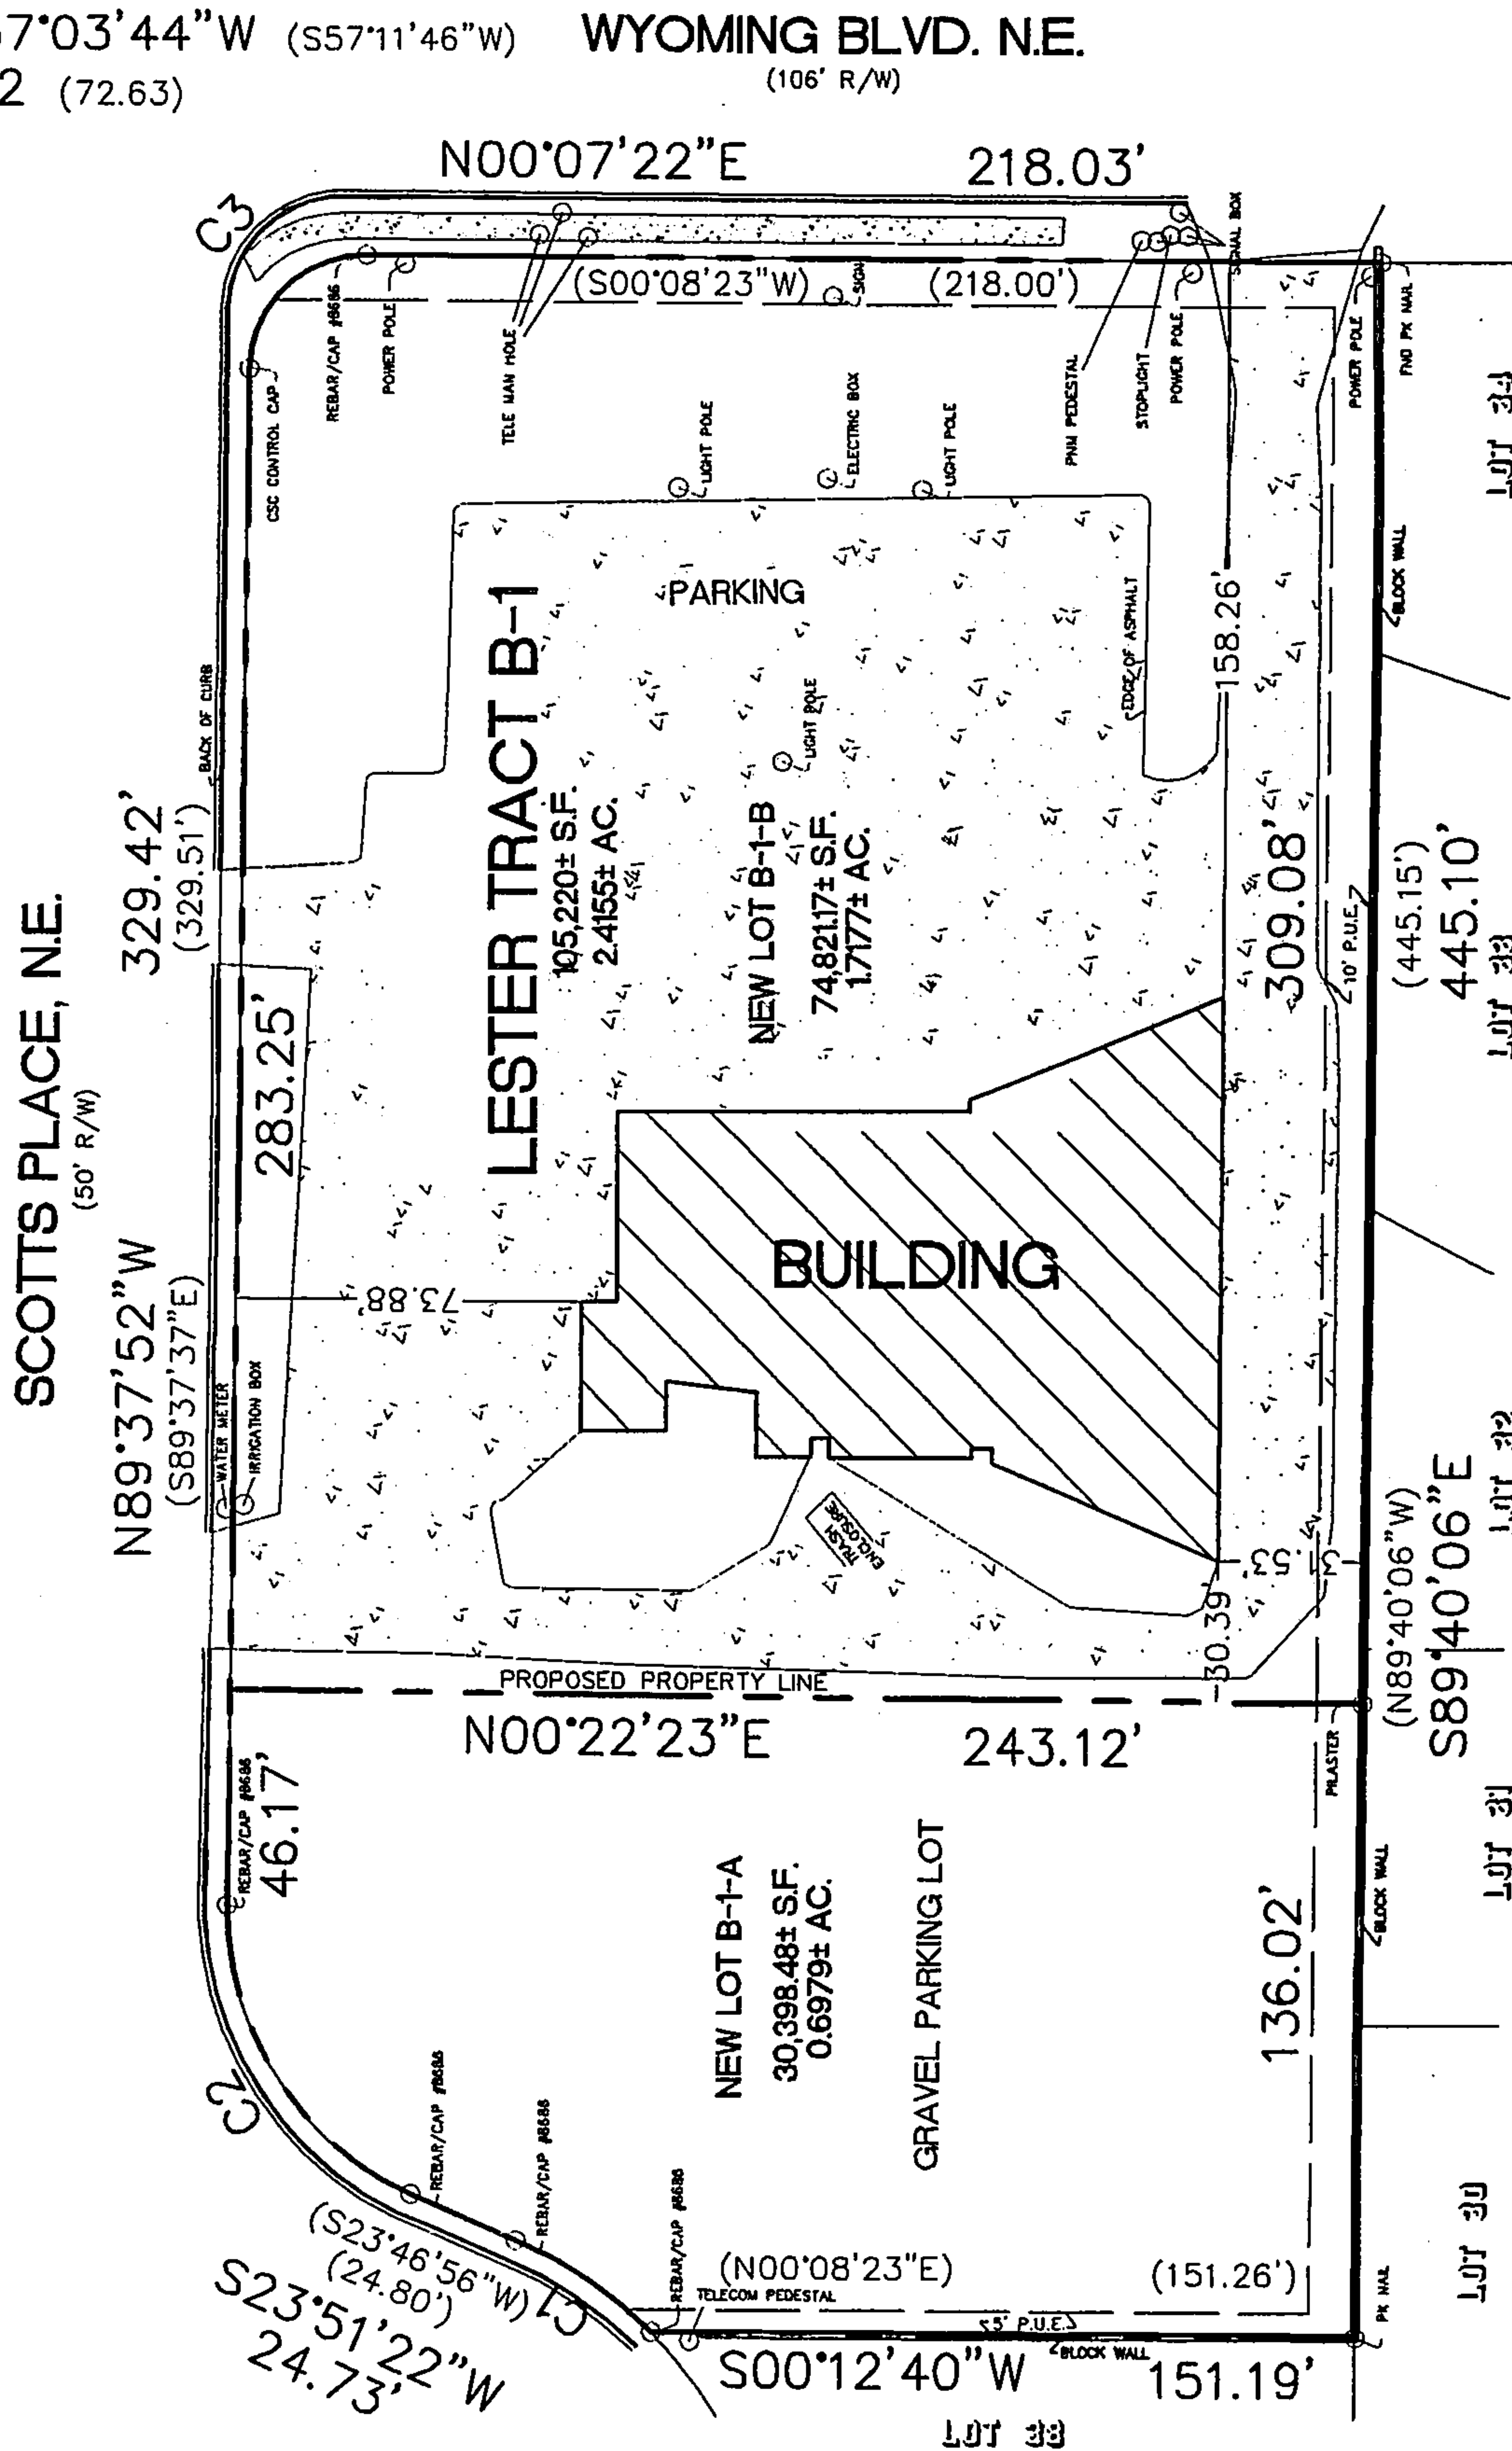 7°03'44"W (S57°11'46"W)
2 (72.63)
WYOMING BLVD. N.E.
(106' R/W)
N00°07'22"E 218.03'
C3
(S00°08'23"W) (218.00')
SIGN
SIGNAL BOX
REBAR/CAP #8686
POWER POLE
TELE MAN HOLE
CSC CONTROL CAP
PNM PEDESTAL
STOPLIGHT
POWER POLE
POWER POLE
FND PK NAIL
LIGHT POLE
ELECTRIC BOX
LIGHT POLE
LOT 34
PARKING
EDGE OF ASPHALT
158.26'
BLOCK WALL
LIGHT POLE
BACK OF CURB
SCOTTS PLACE, N.E.
(50' R/W)
N89°37'52"W 329.42'
(S89°37'37"E) (329.51')
283.25'
LESTER TRACT B-1
105,220± S.F.
2.4155± AC.
NEW LOT B-1-B
74,821.17± S.F.
1.7177± AC.
309.08'
10' P.U.E.
(445.15')
445.10'
LOT 33
73.88'
BUILDING
WATER METER
IRRIGATION BOX
TRASH
ENCLOSURE
30.39'
(N89°40'06"W)
S89°40'06"E
LOT 32
PROPOSED PROPERTY LINE
N00°22'23"E 243.12'
PILASTER
REBAR/CAP #8686
46.17'
NEW LOT B-1-A
30,398.48± S.F.
0.6979± AC.
GRAVEL PARKING LOT
136.02'
BLOCK WALL
LOT 31
C2
REBAR/CAP #8686
REBAR/CAP #8686
REBAR/CAP #8686
(S23°46'56"W)
(24.80')
S23°51'22"W
24.73'
C1
(N00°08'23"E) (151.26')
TELECOM PEDESTAL
5' P.U.E.
BLOCK WALL
S00°12'40"W 151.19'
PK NAIL
LOT 30
LOT 38